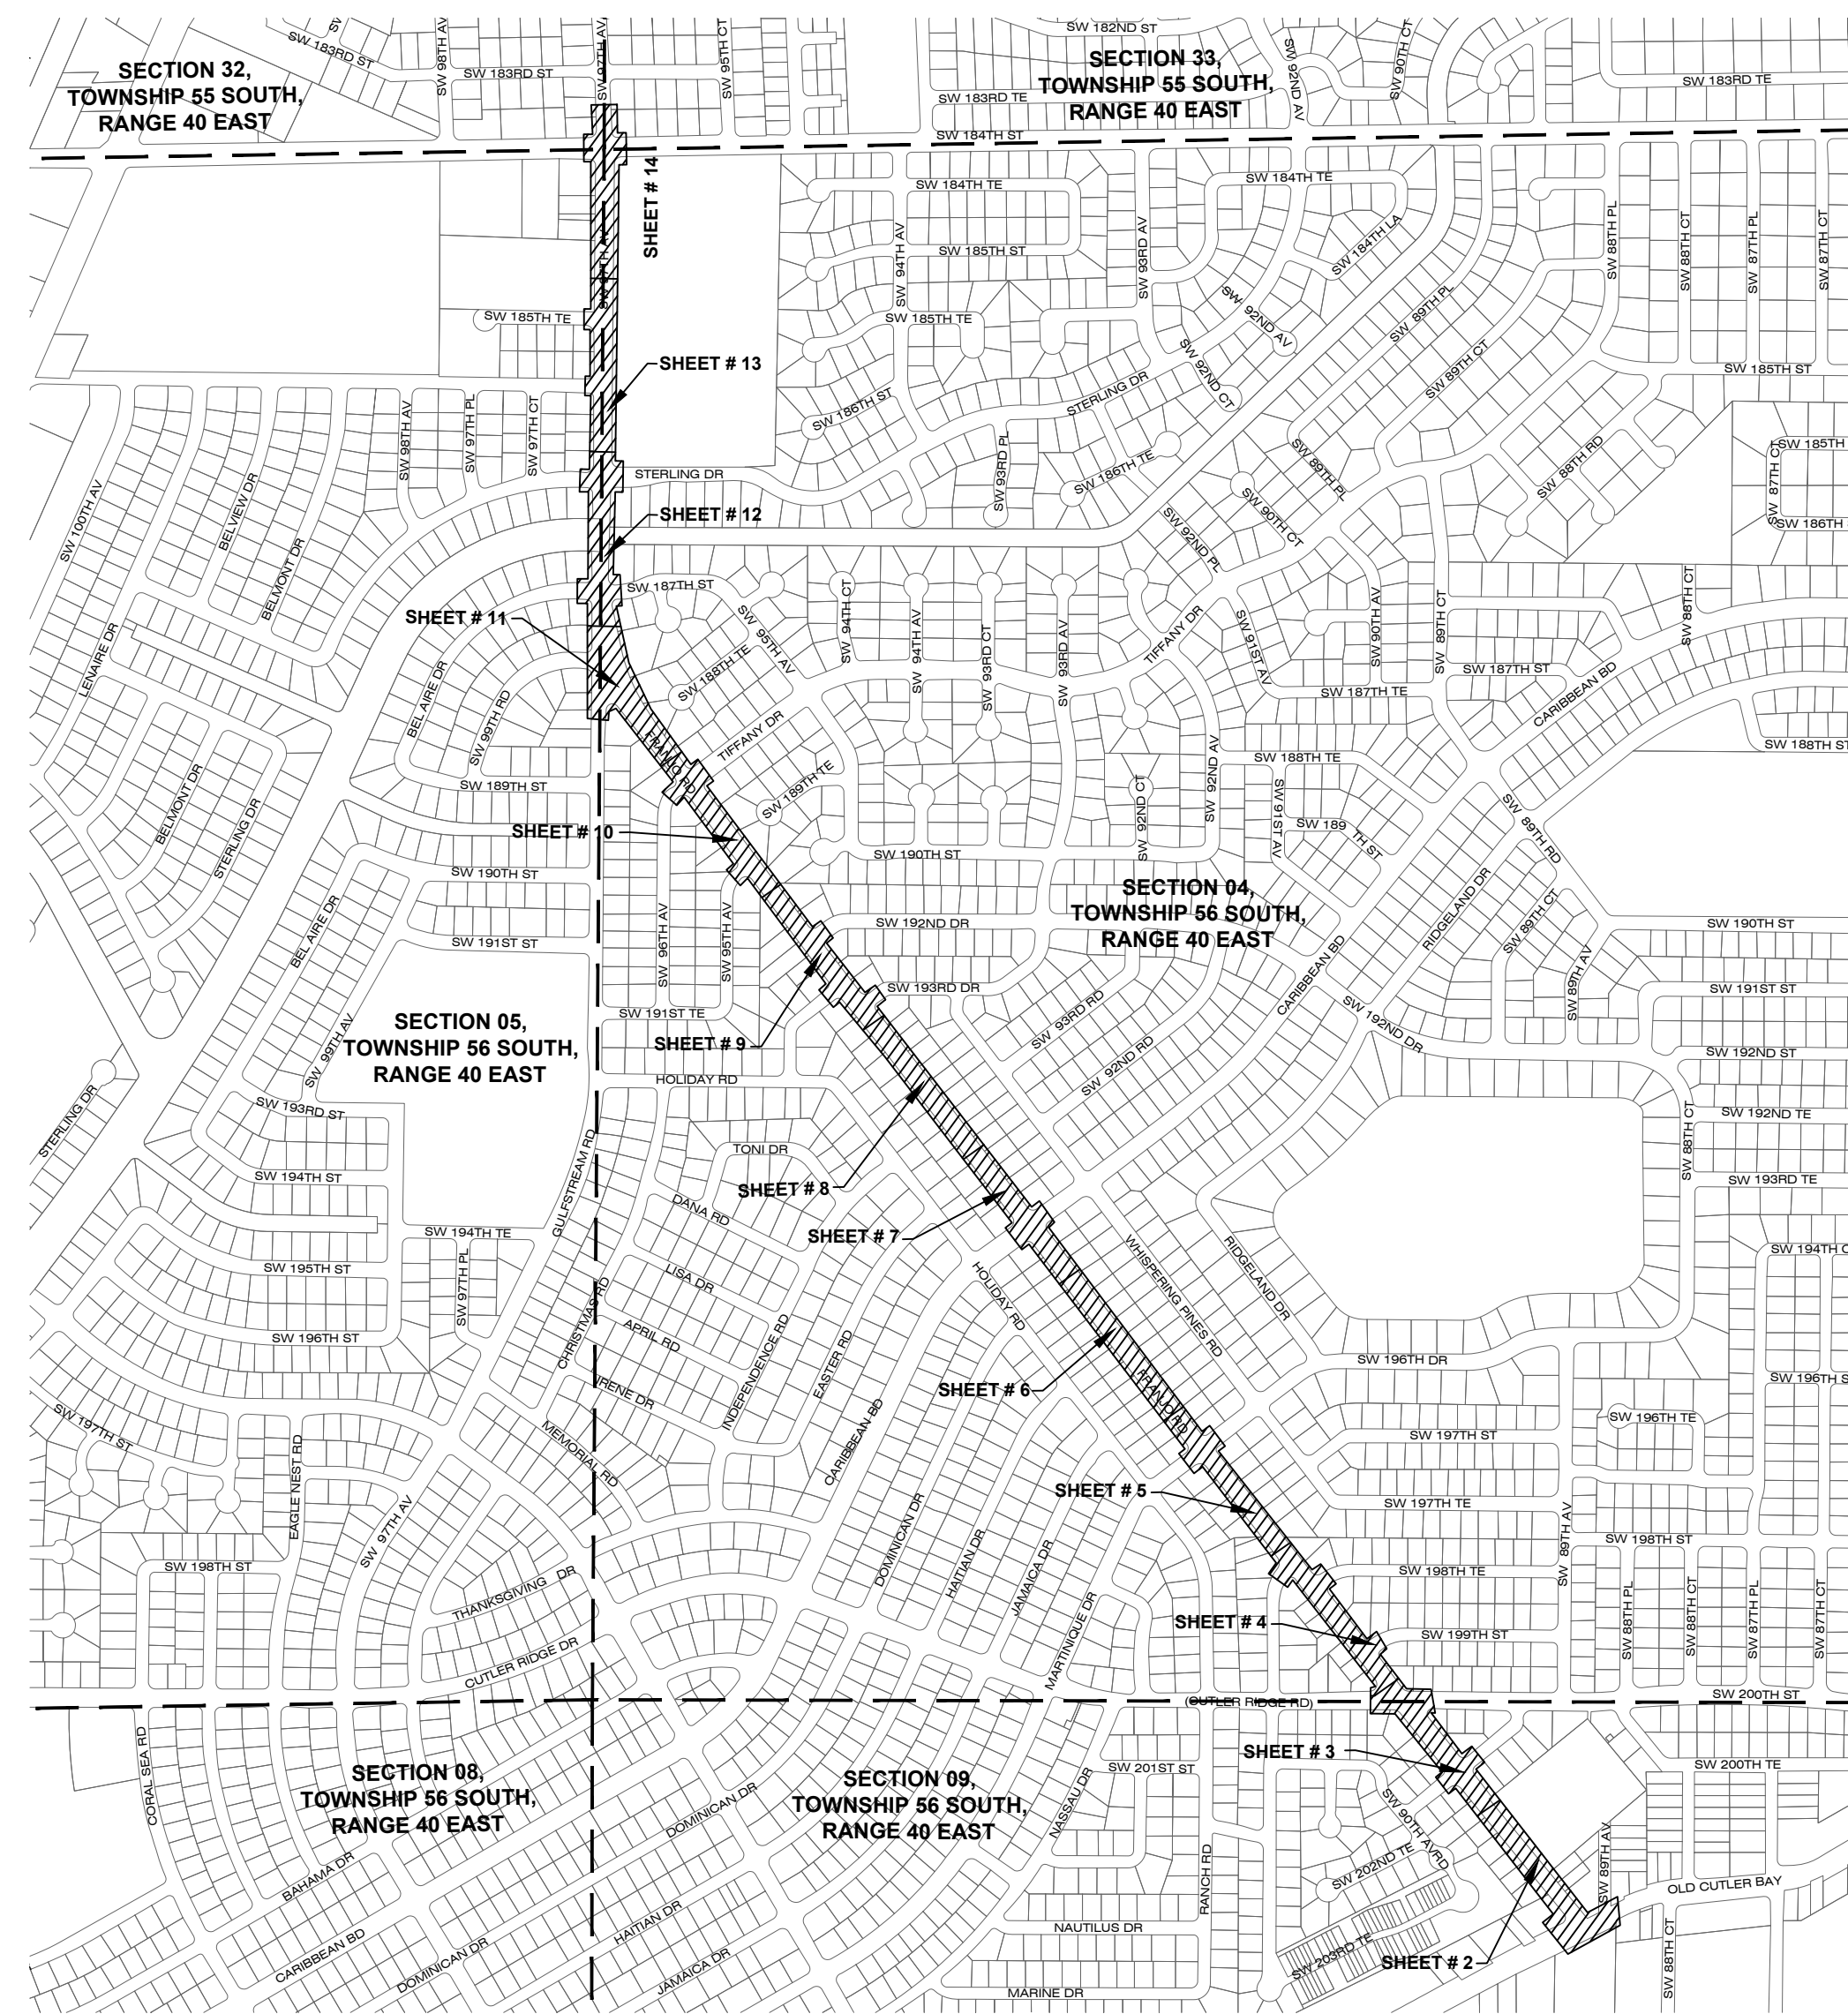 SW 182ND ST
SW 183RD ST
SW 98TH AV
SW 183RD ST
SW 97TH AV
SW 95TH CT
SW 92ND AV
SW 90TH CT
SW 183RD TE
SECTION 32,
TOWNSHIP 55 SOUTH,
RANGE 40 EAST
SECTION 33,
TOWNSHIP 55 SOUTH,
RANGE 40 EAST
SW 183RD TE
SW 184TH ST
SHEET # 14
SW 184TH TE
SW 184TH TE
SW 94TH AV
SW 185TH ST
SW 93RD AV
SW 184TH LA
SW 88TH PL
SW 88TH CT
SW 87TH PL
SW 87TH CT
SW 185TH TE
SW 185TH TE
SW 92ND AV
SW 89TH PL
SHEET # 13
SW 92ND CT
SW 89TH CT
SW 185TH ST
SW 186TH ST
STERLING DR
SW 98TH AV
SW 97TH PL
SW 97TH CT
SW 100TH AV
BELVIEW DR
BELMONT DR
STERLING DR
SW 93RD PL
SW 186TH TE
SW 89TH PL
SW 88TH RD
SW 185TH
SW 87TH CT
SW 186TH
SHEET # 12
SW 92ND PL
SW 90TH CT
SW 187TH ST
SHEET # 11
SW 95TH AV
SW 94TH CT
SW 94TH AV
SW 93RD CT
SW 93RD AV
TIFFANY DR
SW 91ST AV
SW 90TH AV
SW 89TH CT
SW 88TH CT
LENAIRE DR
BEL AIRE DR
SW 99TH RD
SW 188TH TE
SW 187TH ST
SW 187TH TE
CARIBBEAN BD
TIFFANY DR
FRANJO RD
SW 188TH ST
SW 189TH ST
SW 189TH TE
SW 92ND CT
SW 92ND AV
SW 188TH TE
SW 91ST AV
BELMONT DR
STERLING DR
SHEET # 10
SW 189
TH ST
SW 89TH RD
SW 190TH ST
SW 190TH ST
SECTION 04,
TOWNSHIP 56 SOUTH,
RANGE 40 EAST
RIDGELAND DR
SW 89TH CT
BEL AIRE DR
SW 191ST ST
SW 96TH AV
SW 95TH AV
SW 192ND DR
SW 190TH ST
CARIBBEAN BD
SW 89TH AV
SW 193RD DR
SW 191ST ST
SW 191ST TE
SW 93RD RD
SW 192ND DR
SECTION 05,
TOWNSHIP 56 SOUTH,
RANGE 40 EAST
SW 99TH AV
SHEET # 9
SW 92ND RD
SW 192ND ST
HOLIDAY RD
SW 193RD ST
STERLING DR
SW 192ND TE
SW 88TH CT
TONI DR
GULFSTREAM RD
SW 194TH ST
SHEET # 8
SW 193RD TE
DANA RD
SW 194TH TE
SHEET # 7
WHISPERING PINES RD
RIDGELAND DR
SW 195TH ST
SW 97TH PL
LISA DR
HOLIDAY RD
CHRISTMAS RD
SW 196TH ST
APRIL RD
INDEPENDENCE RD
EASTER RD
SW 196TH DR
SHEET # 6
FRANJO RD
IRENE DR
CARIBBEAN BD
SW 196TH TE
SW 197TH ST
MEMORIAL RD
SW 197TH ST
EAGLE NEST RD
SHEET # 5
SW 197TH TE
SW 97TH AV
DOMINICAN DR
HAITIAN DR
JAMAICA DR
SW 89TH AV
SW 198TH ST
SW 198TH ST
SW 198TH TE
THANKSGIVING DR
MARTINIQUE DR
SW 88TH PL
SW 88TH CT
SW 87TH PL
SW 87TH CT
SHEET # 4
SW 199TH ST
CUTLER RIDGE DR
(CUTLER RIDGE RD)
SW 200TH ST
CORAL SEA RD
SHEET # 3
SW 200TH TE
SW 201ST ST
SECTION 08,
TOWNSHIP 56 SOUTH,
RANGE 40 EAST
SECTION 09,
TOWNSHIP 56 SOUTH,
RANGE 40 EAST
DOMINICAN DR
NASSAU DR
SW 90TH AVRD
BAHAMA DR
RANCH RD
SW 202ND TE
SW 89TH AV
OLD CUTLER BAY
HAITIAN DR
NAUTILUS DR
CARIBBEAN BD
DOMINICAN DR
JAMAICA DR
SW 203RD TE
SHEET # 2
SW 88TH CT
MARINE DR